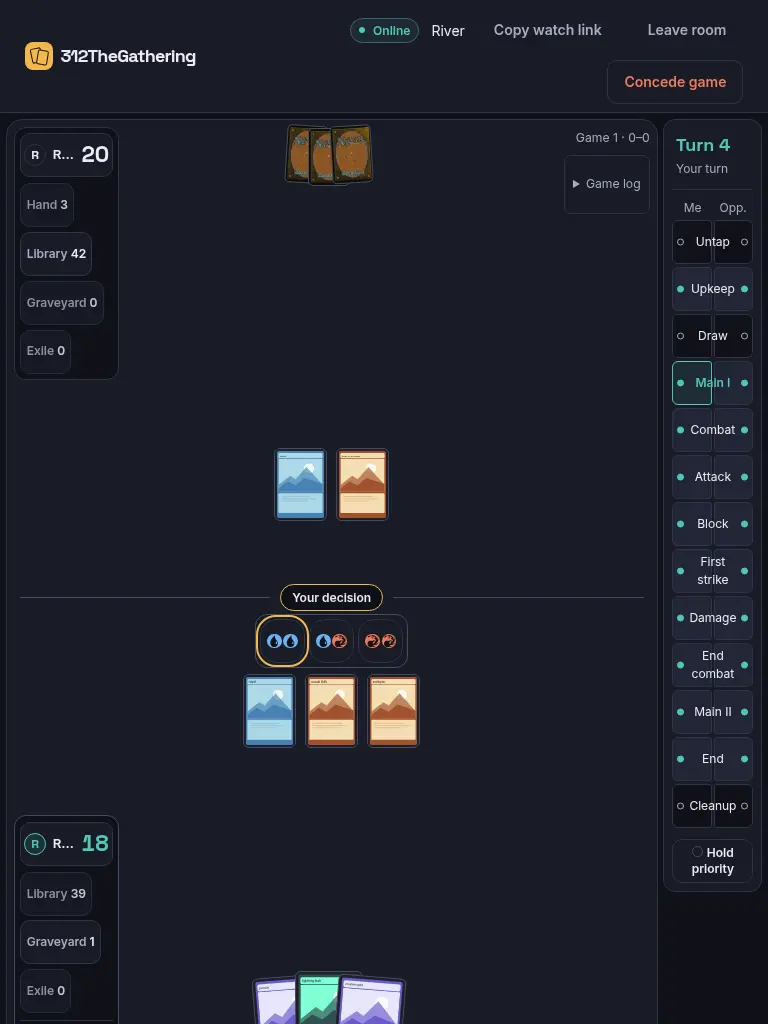 312TheGathering
Online
River
Copy watch link
Leave room
Concede game
R
R...
20
Hand 3
Library 42
Graveyard 0
Exile 0
Game 1 · 0–0
Game log
Turn 4
Your turn
Me
Opp.
Untap
Upkeep
Draw
Main I
Combat
Attack
Block
First
strike
Damage
End
combat
Main II
End
Cleanup
Hold
priority
Your decision
R
R...
18
Library 39
Graveyard 1
Exile 0